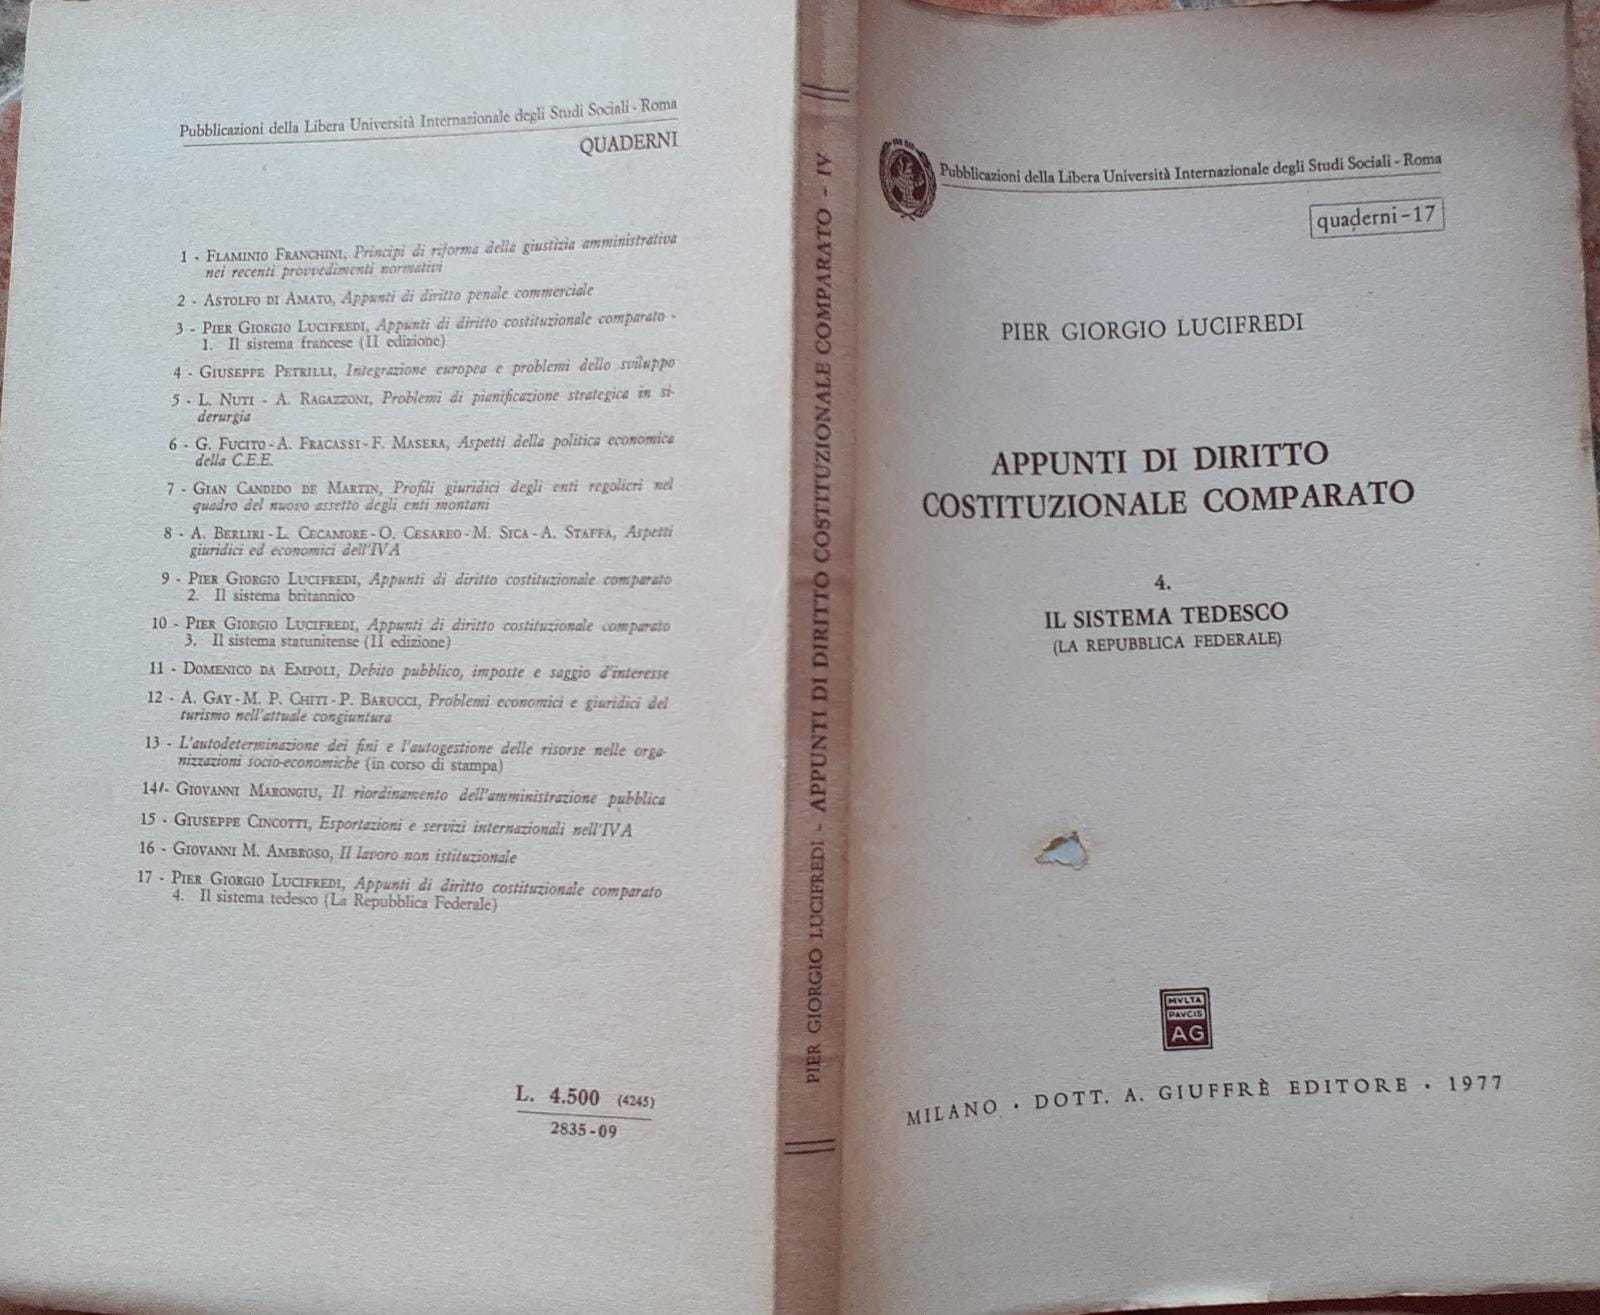 Pubblicazioni della Libera Università Internazionale degli Studi Sociali - Roma
QUADERNI
1 - FLAMINIO FRANCHINI, Principi di riforma della giustizia amministrativa
nei recenti provvedimenti normativi
2 - ASTOLFO DI AMATO, Appunti di diritto penale commerciale
3 - PIER GIORGIO LUCIFREDI, Appunti di diritto costituzionale comparato -
1. Il sistema francese (II edizione)
4 - GIUSEPPE PETRILLI, Integrazione europea e problemi dello sviluppo
5 - L. NUTI - A. RAGAZZONI, Problemi di pianificazione strategica in si-
derurgia
6 - G. FUCITO - A. FRACASSI - F. MASERA, Aspetti della politica economica
della C.E.E.
7 - GIAN CANDIDO DE MARTIN, Profili giuridici degli enti regolieri nel
quadro del nuovo assetto degli enti montani
8 - A. BERLIRI - L. CECAMORE - O. CESAREO - M. SICA - A. STAFFA, Aspetti
giuridici ed economici dell'IVA
9 - PIER GIORGIO LUCIFREDI, Appunti di diritto costituzionale comparato
2. Il sistema britannico
10 - PIER GIORGIO LUCIFREDI, Appunti di diritto costituzionale comparato
3. Il sistema statunitense (II edizione)
11 - DOMENICO DA EMPOLI, Debito pubblico, imposte e saggio d'interesse
12 - A. GAY - M. P. CHITI - P. BARUCCI, Problemi economici e giuridici del
turismo nell'attuale congiuntura
13 - L'autodeterminazione dei fini e l'autogestione delle risorse nelle orga-
nizzazioni socio-economiche (in corso di stampa)
14/- GIOVANNI MARONGIU, Il riordinamento dell'amministrazione pubblica
15 - GIUSEPPE CINCOTTI, Esportazioni e servizi internazionali nell'IVA
16 - GIOVANNI M. AMBROSO, Il lavoro non istituzionale
17 - PIER GIORGIO LUCIFREDI, Appunti di diritto costituzionale comparato
4. Il sistema tedesco (La Repubblica Federale)
L. 4.500 (4245)
2835-09
PIER GIORGIO LUCIFREDI - APPUNTI DI DIRITTO COSTITUZIONALE COMPARATO - IV
Pubblicazioni della Libera Università Internazionale degli Studi Sociali - Roma
quaderni - 17
PIER GIORGIO LUCIFREDI
APPUNTI DI DIRITTO
COSTITUZIONALE COMPARATO
4.
IL SISTEMA TEDESCO
(LA REPUBBLICA FEDERALE)
MVLTA
PAVCIS
AG
MILANO • DOTT. A. GIUFFRÈ EDITORE • 1977